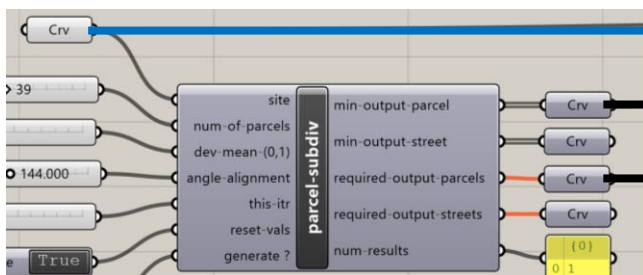 Crv
39
144.000
e True
site
num-of-parcels
dev-mean-(0,1)
angle-alignment
this-itr
reset-vals
generate ?
parcel-subdiv
min-output-parcel
min-output-street
required-output-parcels
required-output-streets
num-results
Crv
Crv
Crv
Crv
{0}
0 1